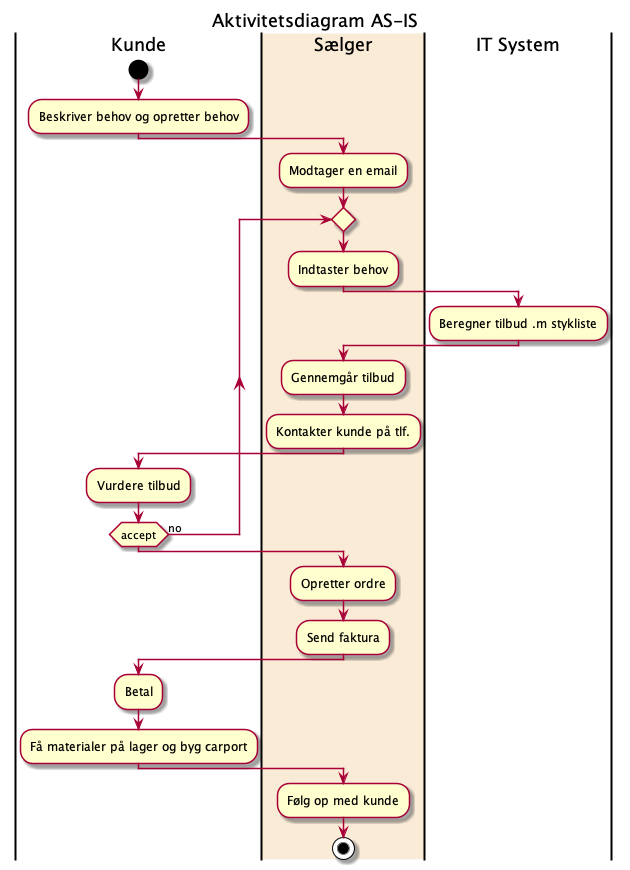 Aktivitetsdiagram AS-IS
Kunde
Sælger
IT System
Beskriver behov og opretter behov
Modtager en email
Indtaster behov
Beregner tilbud .m stykliste
Gennemgår tilbud
Kontakter kunde på tlf.
Vurdere tilbud
accept
no
Opretter ordre
Send faktura
Betal
Få materialer på lager og byg carport
Følg op med kunde